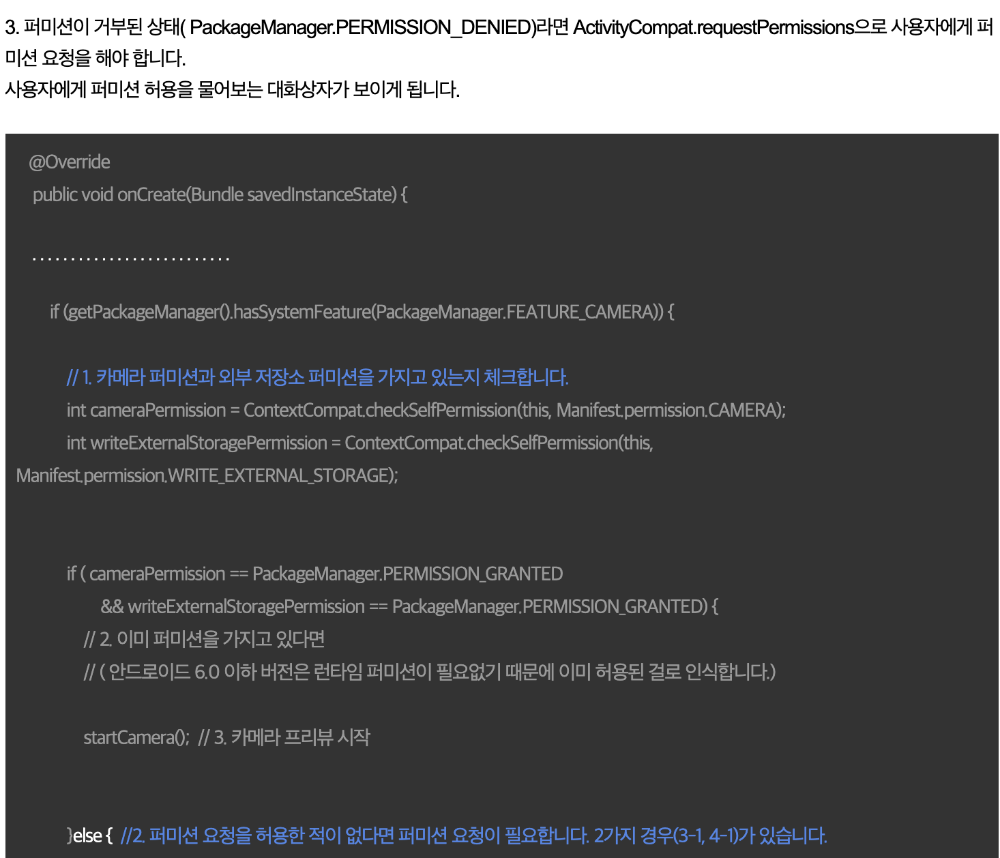 3. 퍼미션이 거부된 상태( PackageManager.PERMISSION_DENIED)라면 ActivityCompat.requestPermissions으로 사용자에게 퍼
미션 요청을 해야 합니다.
사용자에게 퍼미션 허용을 물어보는 대화상자가 보이게 됩니다.
@Override
public void onCreate(Bundle savedInstanceState) {
. . . . . . . . . . . . . . . . . . . . . . . . . .
if (getPackageManager().hasSystemFeature(PackageManager.FEATURE_CAMERA)) {
// 1. 카메라 퍼미션과 외부 저장소 퍼미션을 가지고 있는지 체크합니다.
int cameraPermission = ContextCompat.checkSelfPermission(this, Manifest.permission.CAMERA);
int writeExternalStoragePermission = ContextCompat.checkSelfPermission(this,
Manifest.permission.WRITE_EXTERNAL_STORAGE);
if ( cameraPermission == PackageManager.PERMISSION_GRANTED
&& writeExternalStoragePermission == PackageManager.PERMISSION_GRANTED) {
// 2. 이미 퍼미션을 가지고 있다면
// ( 안드로이드 6.0 이하 버전은 런타임 퍼미션이 필요없기 때문에 이미 허용된 걸로 인식합니다.)
startCamera(); // 3. 카메라 프리뷰 시작
}else { //2. 퍼미션 요청을 허용한 적이 없다면 퍼미션 요청이 필요합니다. 2가지 경우(3-1, 4-1)가 있습니다.